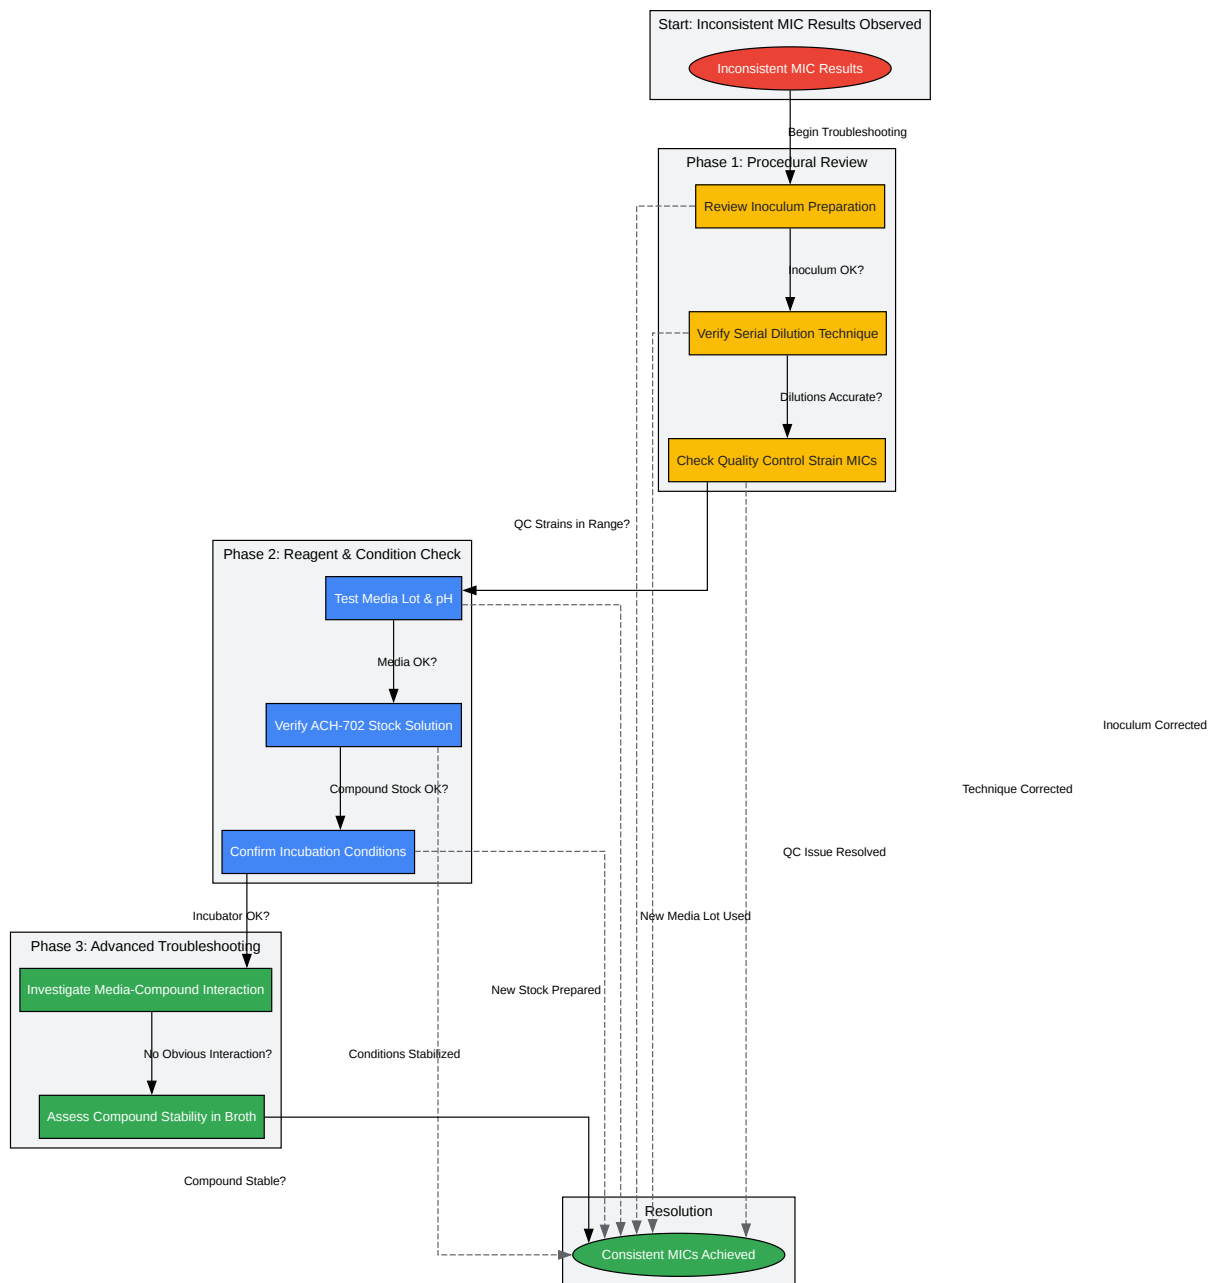 Start: Inconsistent MIC Results Observed
Inconsistent MIC Results
Begin Troubleshooting
Phase 1: Procedural Review
Review Inoculum Preparation
Inoculum OK?
Verify Serial Dilution Technique
Dilutions Accurate?
Check Quality Control Strain MICs
QC Strains in Range?
Phase 2: Reagent & Condition Check
Test Media Lot & pH
Media OK?
Verify ACH-702 Stock Solution
Compound Stock OK?
Confirm Incubation Conditions
Incubator OK?
Phase 3: Advanced Troubleshooting
Investigate Media-Compound Interaction
No Obvious Interaction?
Assess Compound Stability in Broth
Compound Stable?
Inoculum Corrected
Technique Corrected
QC Issue Resolved
New Media Lot Used
New Stock Prepared
Conditions Stabilized
Resolution
Consistent MICs Achieved